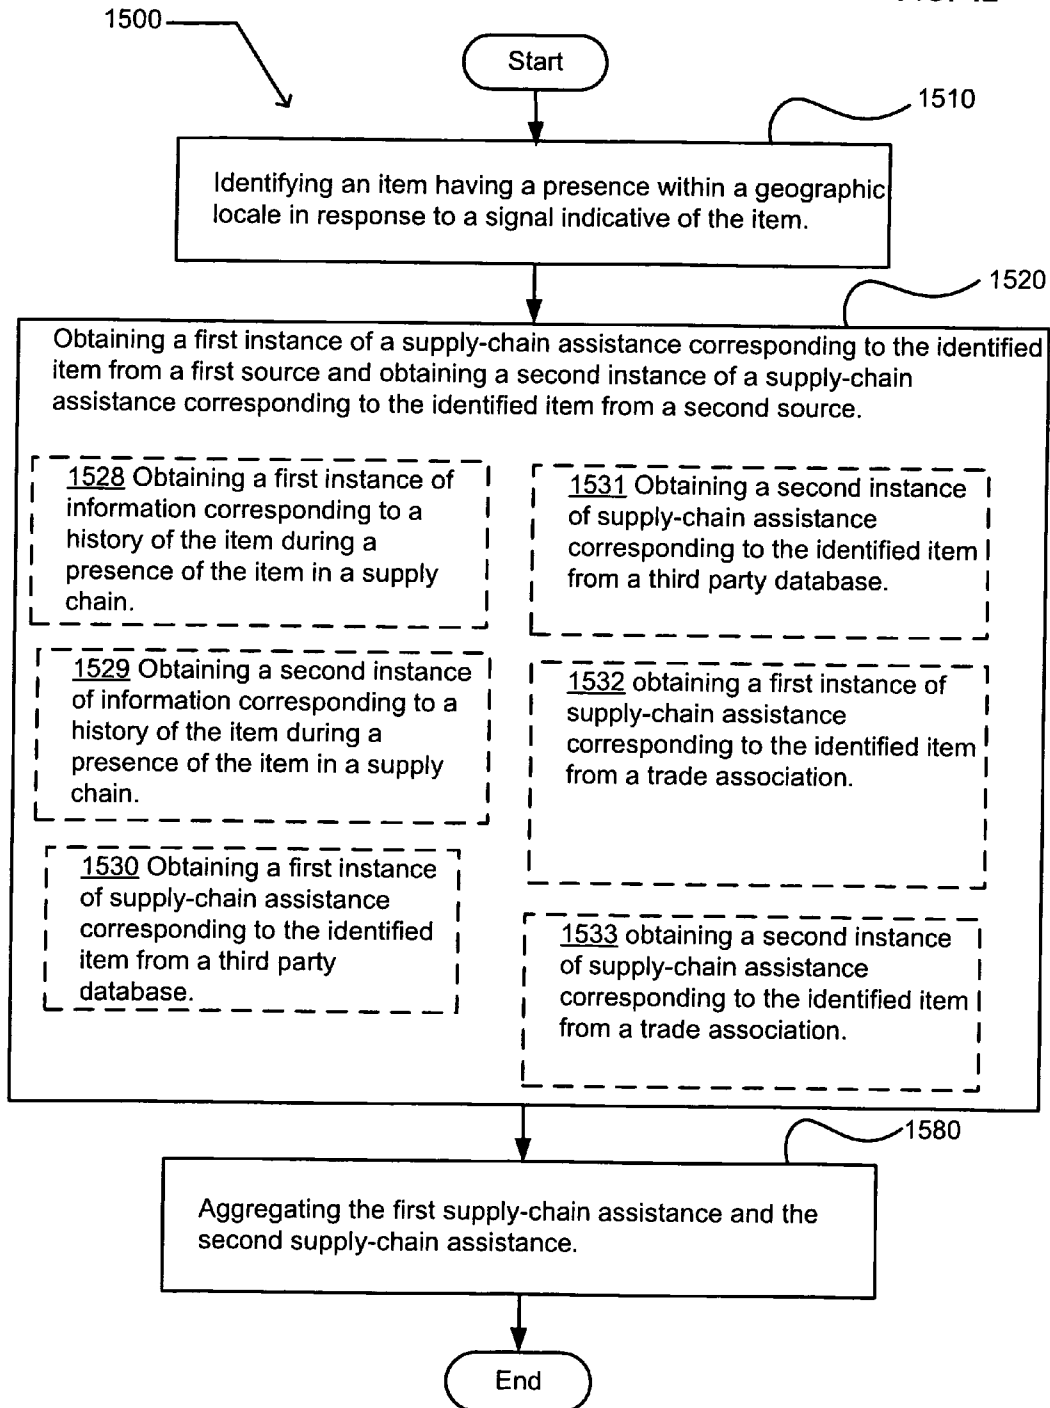 1500
Start
1510
Identifying an item having a presence within a geographic
locale in response to a signal indicative of the item.
1520
Obtaining a first instance of a supply-chain assistance corresponding to the identified
item from a first source and obtaining a second instance of a supply-chain
assistance corresponding to the identified item from a second source.
1528 Obtaining a first instance of
information corresponding to a
history of the item during a
presence of the item in a supply
chain.
1529 Obtaining a second instance
of information corresponding to a
history of the item during a
presence of the item in a supply
chain.
1530 Obtaining a first instance
of supply-chain assistance
corresponding to the identified
item from a third party
database.
1531 Obtaining a second instance
of supply-chain assistance
corresponding to the identified item
from a third party database.
1532 obtaining a first instance of
supply-chain assistance
corresponding to the identified item
from a trade association.
1533 obtaining a second instance
of supply-chain assistance
corresponding to the identified item
from a trade association.
1580
Aggregating the first supply-chain assistance and the
second supply-chain assistance.
End